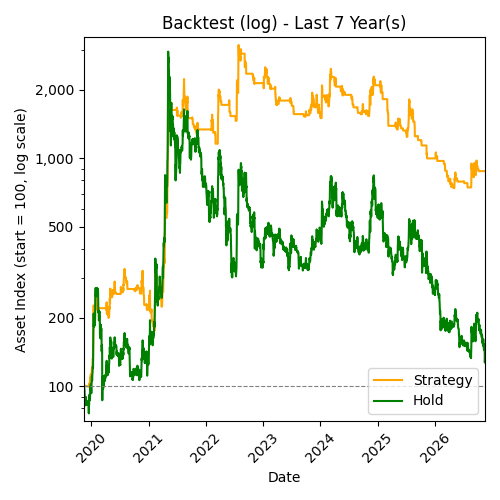 Backtest (log) - Last 7 Year(s)
Asset Index (start = 100, log scale)
2,000
1,000
500
200
100
Strategy
Hold
2020
2021
2022
2023
2024
2025
2026
Date